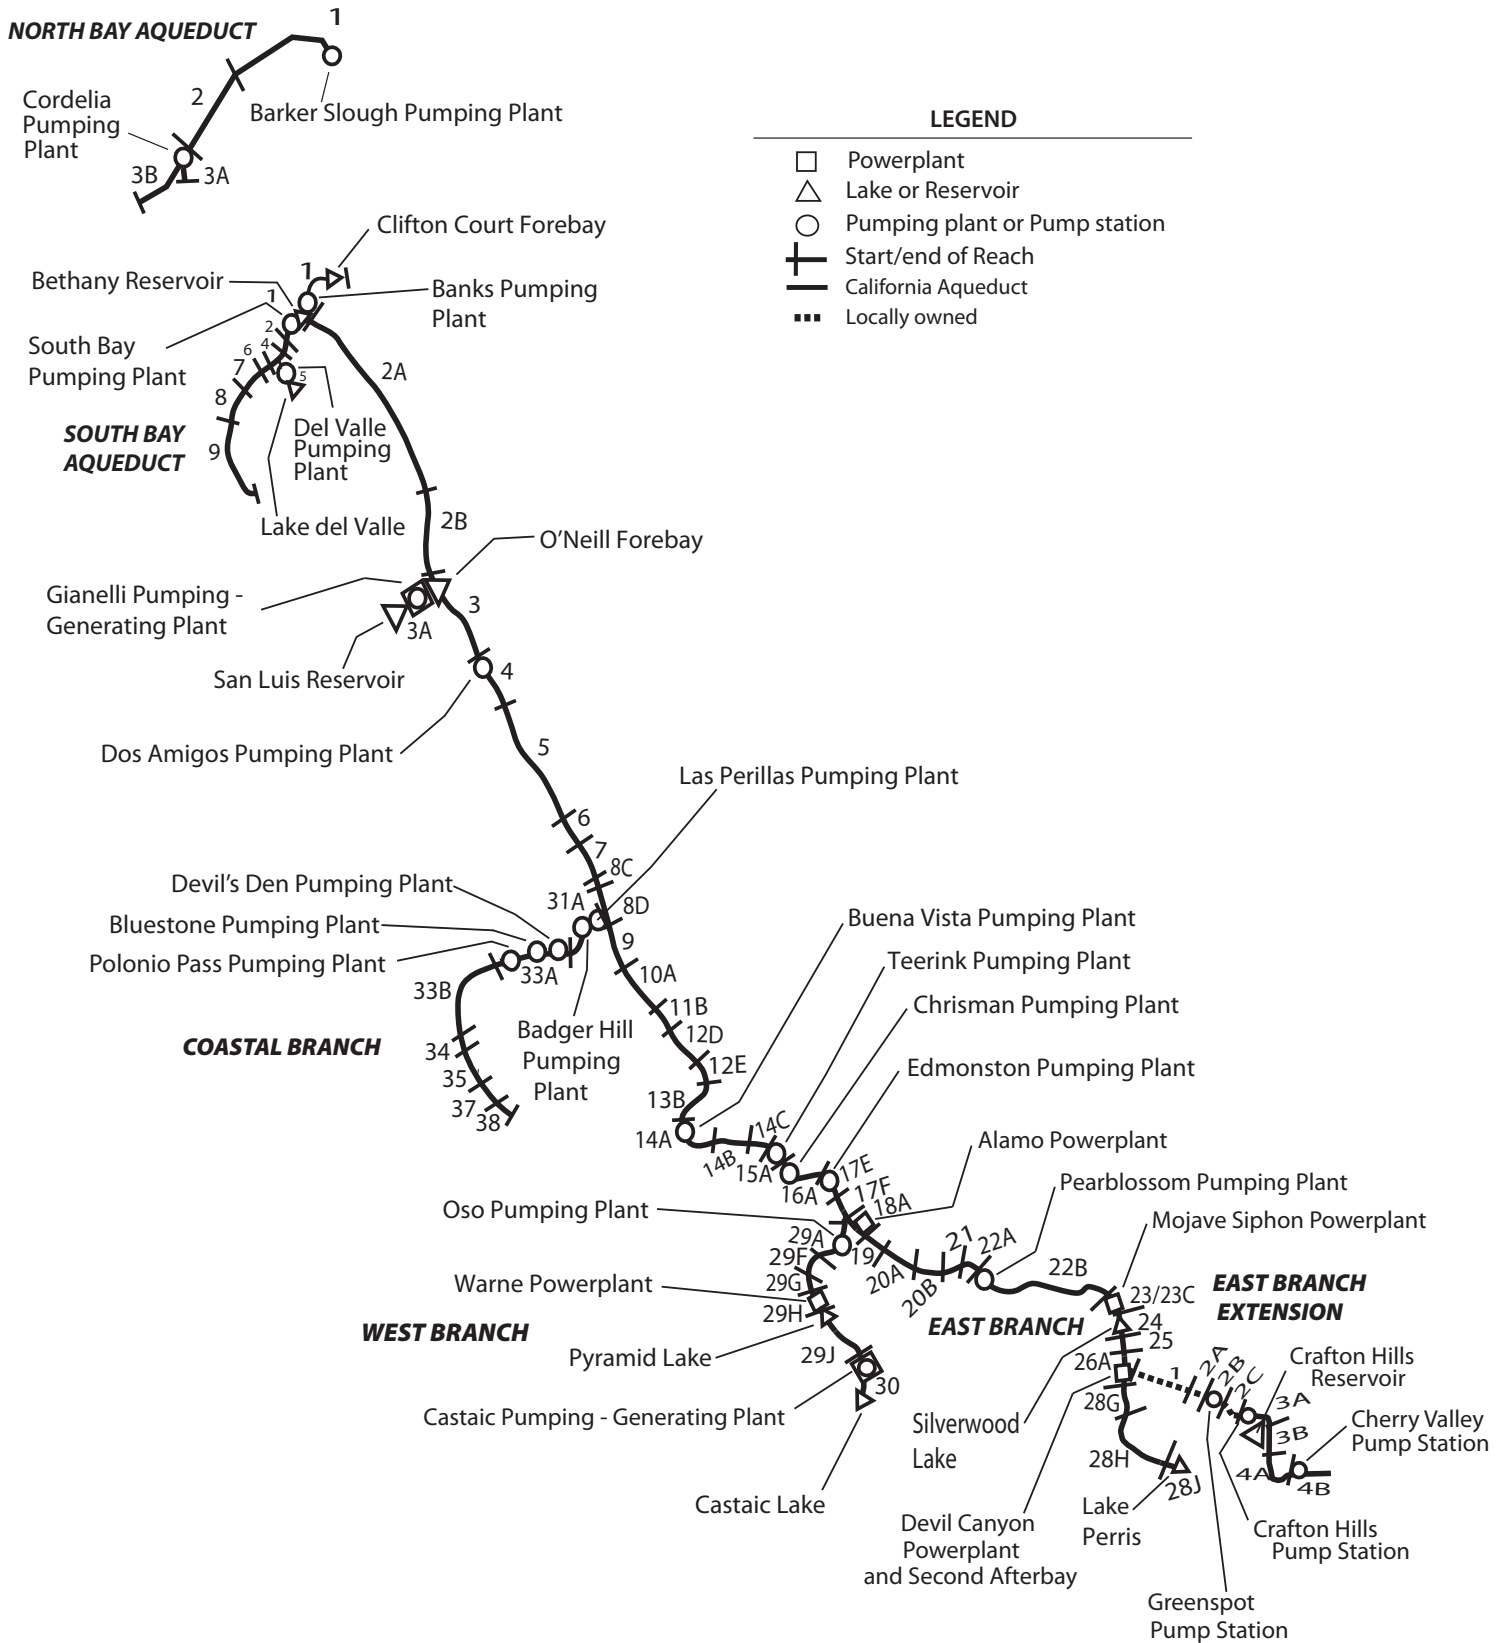 NORTH BAY AQUEDUCT
1
Cordelia
Pumping
Plant
2
Barker Slough Pumping Plant
3B
3A
LEGEND
Powerplant
Lake or Reservoir
Pumping plant or Pump station
Start/end of Reach
California Aqueduct
Locally owned
Clifton Court Forebay
Bethany Reservoir
1
1
Banks Pumping
Plant
South Bay
Pumping Plant
2
4
6
7
5
8
9
2A
SOUTH BAY
AQUEDUCT
Del Valle
Pumping
Plant
Lake del Valle
2B
O’Neill Forebay
Gianelli Pumping -
Generating Plant
3
3A
San Luis Reservoir
4
Dos Amigos Pumping Plant
5
Las Perillas Pumping Plant
6
7
8C
Devil’s Den Pumping Plant
31A
8D
Bluestone Pumping Plant
9
Polonio Pass Pumping Plant
33A
10A
33B
11B
12D
12E
COASTAL BRANCH
Badger Hill
Pumping
Plant
34
35
37
38
Buena Vista Pumping Plant
Teerink Pumping Plant
Chrisman Pumping Plant
Edmonston Pumping Plant
13B
14A
14B
14C
15A
16A
17E
17F
18A
Alamo Powerplant
Pearblossom Pumping Plant
Mojave Siphon Powerplant
Oso Pumping Plant
29A
29F
29G
29H
19
20A
20B
21
22A
22B
Warne Powerplant
WEST BRANCH
EAST BRANCH
23/23C
EAST BRANCH
EXTENSION
24
25
26A
28G
28H
28J
Pyramid Lake
29J
30
Castaic Pumping - Generating Plant
Castaic Lake
Silverwood
Lake
1
2A
2B
2C
3A
3B
4A
4B
Crafton Hills
Reservoir
Cherry Valley
Pump Station
Lake
Perris
Devil Canyon
Powerplant
and Second Afterbay
Crafton Hills
Pump Station
Greenspot
Pump Station